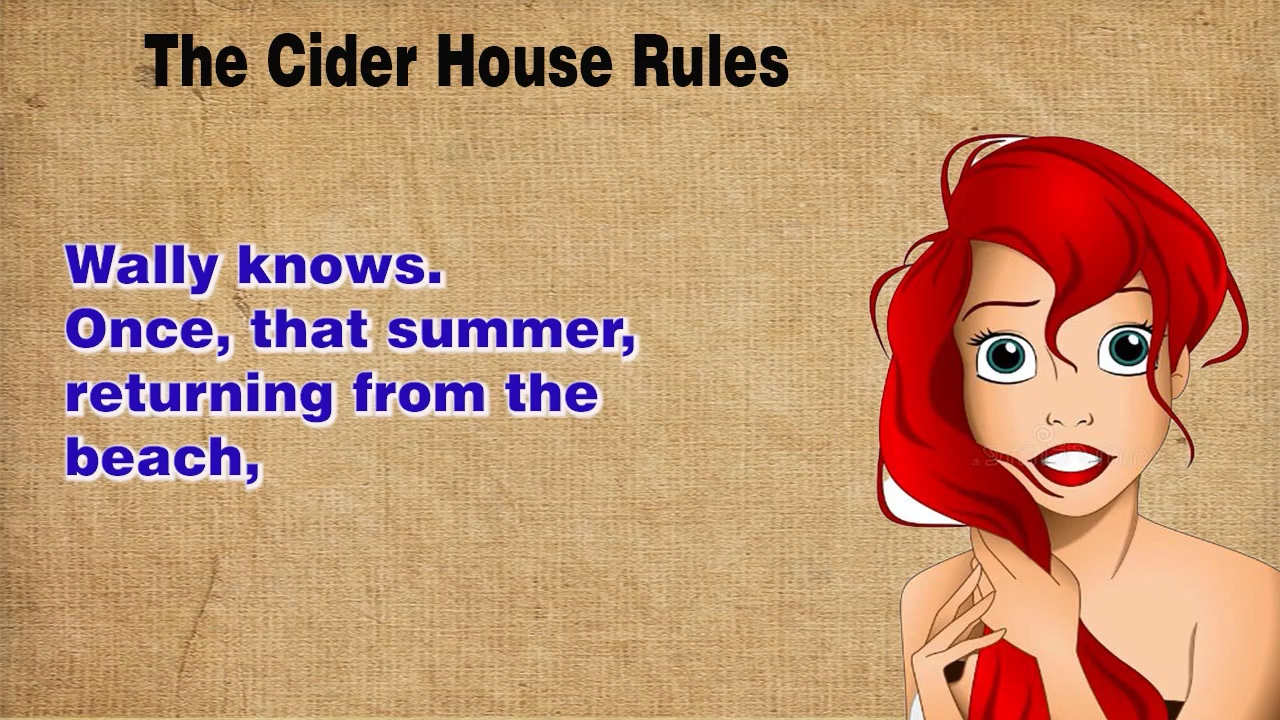 The Cider House Rules
Wally knows.
Once, that summer,
returning from the
beach,